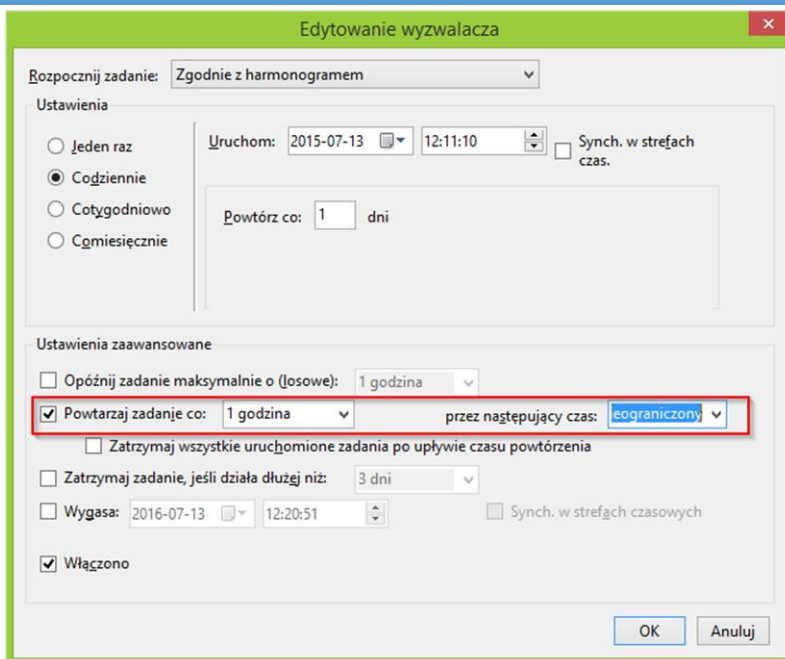 Edytowanie wyzwalacza
Rozpocznij zadanie: Zgodnie z harmonogramem
Ustawienia
Jeden raz
Codziennie
Cotygodniowo
Comiesięcznie
Uruchom: 2015-07-13 12:11:10 Synch. w strefach czas.
Powtórz co: 1 dni
Ustawienia zaawansowane
Opóźnij zadanie maksymalnie o (losowe): 1 godzina
Powtarzaj zadanie co: 1 godzina przez następujący czas: eograniczony
Zatrzymaj wszystkie uruchomione zadania po upływie czasu powtórzenia
Zatrzymaj zadanie, jeśli działa dłużej niż: 3 dni
Wygasa: 2016-07-13 12:20:51 Synch. w strefach czasowych
Włączono
OK Anuluj